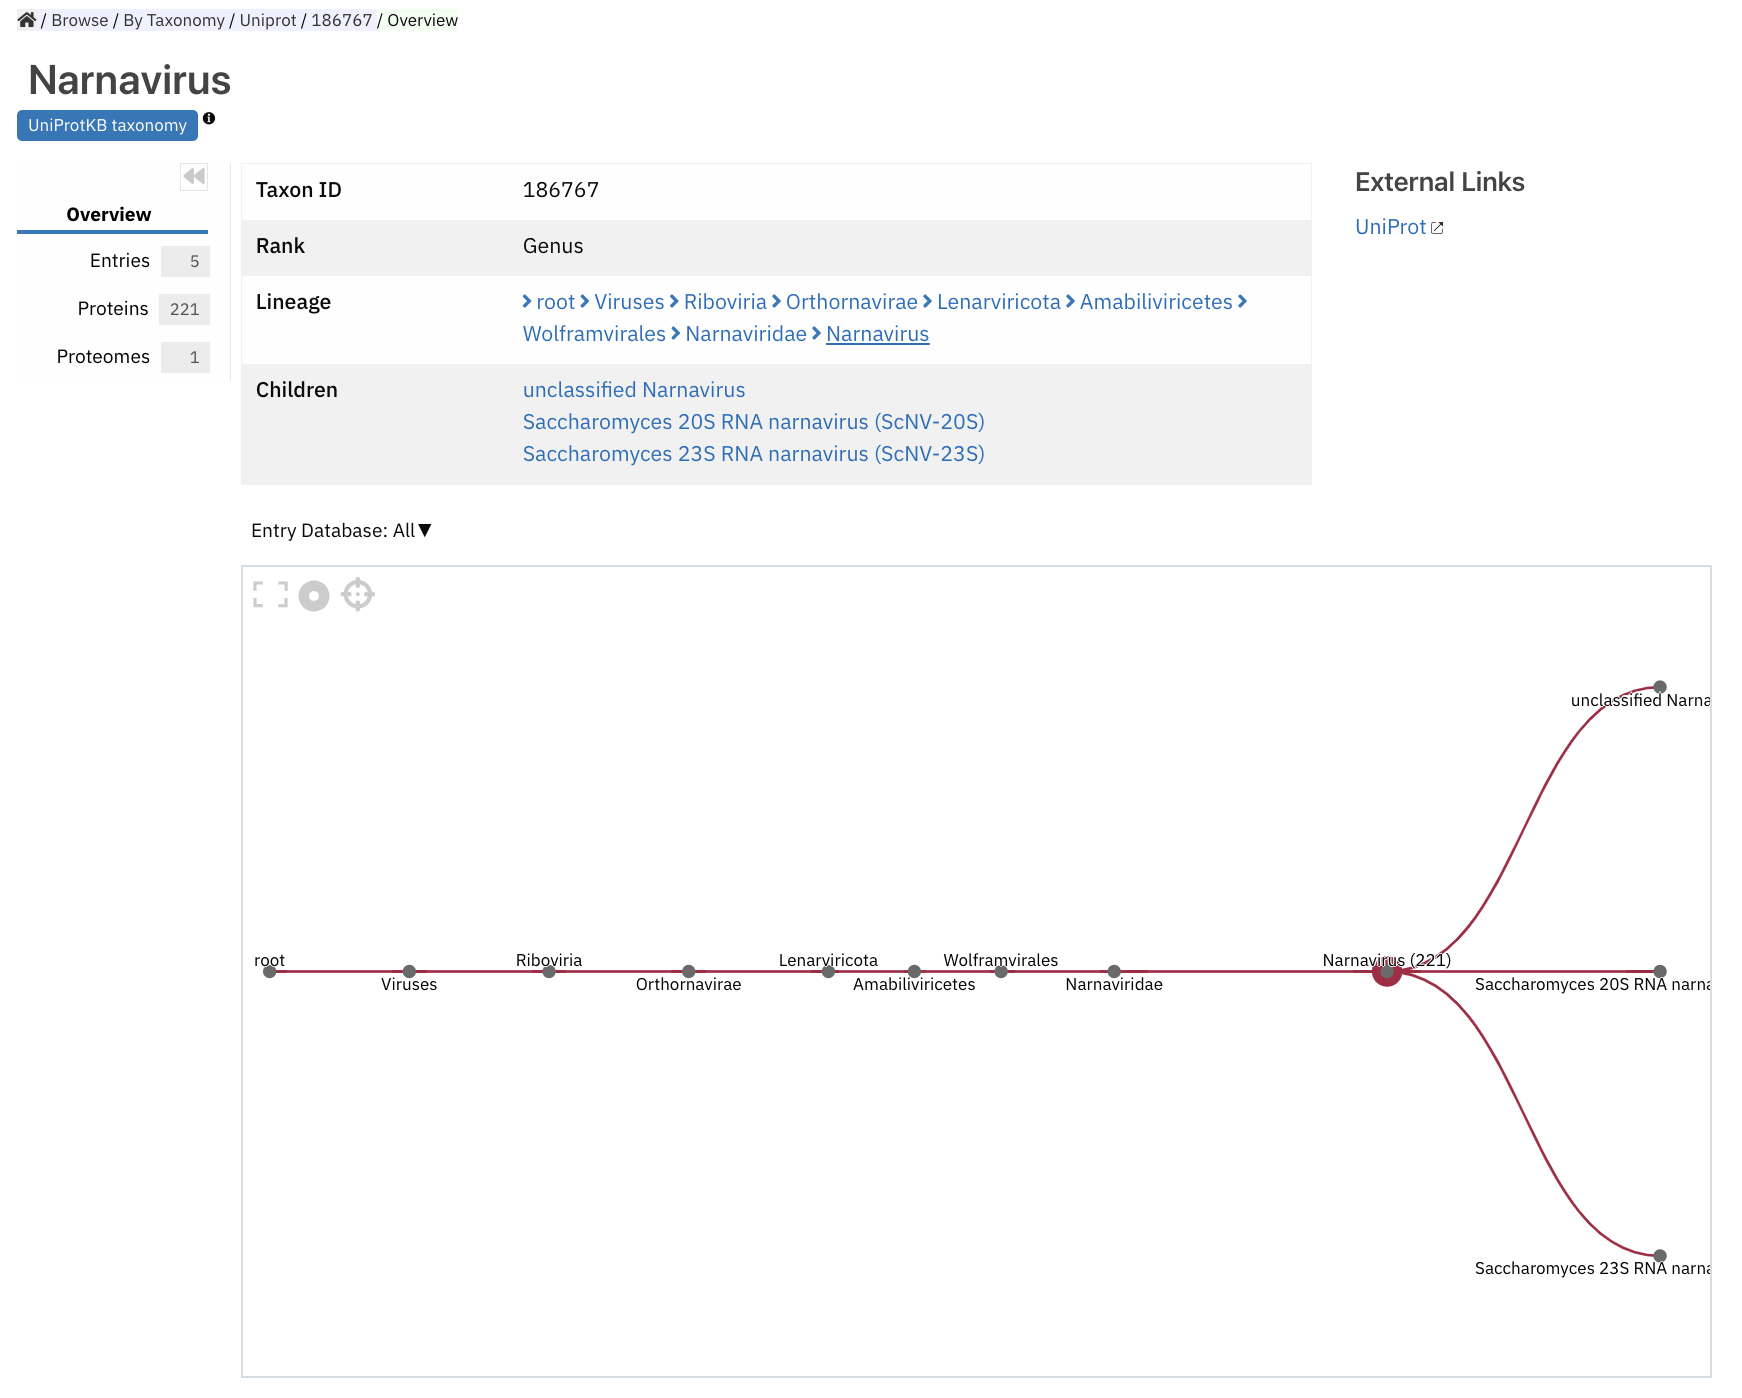 / Browse / By Taxonomy / Uniprot / 186767 / Overview
Narnavirus
UniProtKB taxonomy
Overview
Entries 5
Proteins 221
Proteomes 1
Taxon ID 186767
Rank Genus
Lineage root Viruses Riboviria Orthornavirae Lenarviricota Amabiliviricetes
Wolframvirales Narnaviridae Narnavirus
Children unclassified Narnavirus
Saccharomyces 20S RNA narnavirus (ScNV-20S)
Saccharomyces 23S RNA narnavirus (ScNV-23S)
External Links
UniProt
Entry Database: All▼
unclassified Narna
root
Viruses
Riboviria
Orthornavirae
Lenarviricota
Amabiliviricetes
Wolframvirales
Narnaviridae
Narnavirus (221)
Saccharomyces 20S RNA narna
Saccharomyces 23S RNA narna